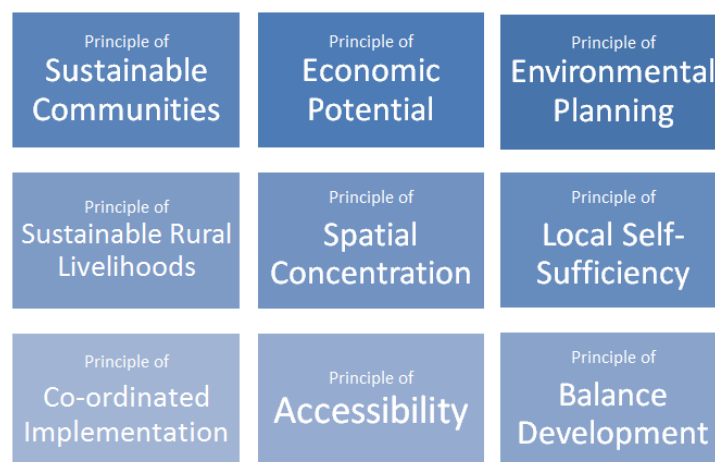 Principle of
Sustainable
Communities
Principle of
Economic
Potential
Principle of
Environmental
Planning
Principle of
Sustainable Rural
Livelihoods
Principle of
Spatial
Concentration
Principle of
Local Self-
Sufficiency
Principle of
Co-ordinated
Implementation
Principle of
Accessibility
Principle of
Balance
Development